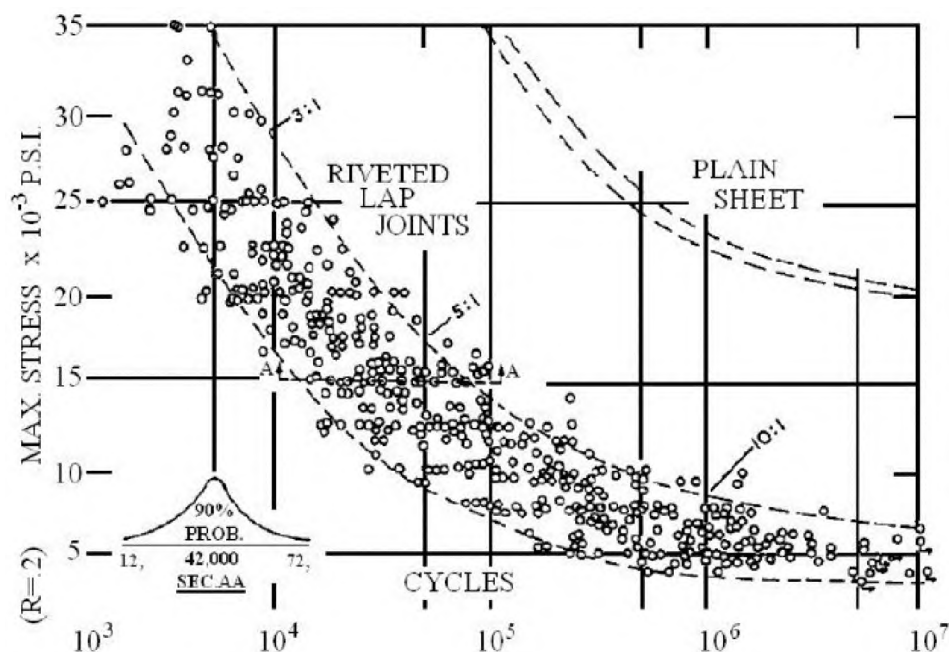 35
30
25
20
15
10
5
MAX. STRESS x 10⁻³ P.S.I.
(R=.2)
3:1
RIVETED
LAP
JOINTS
PLAIN
SHEET
5:1
A
A
10:1
90%
PROB.
12,
42,000
72,
SEC.AA
CYCLES
10³
10⁴
10⁵
10⁶
10⁷